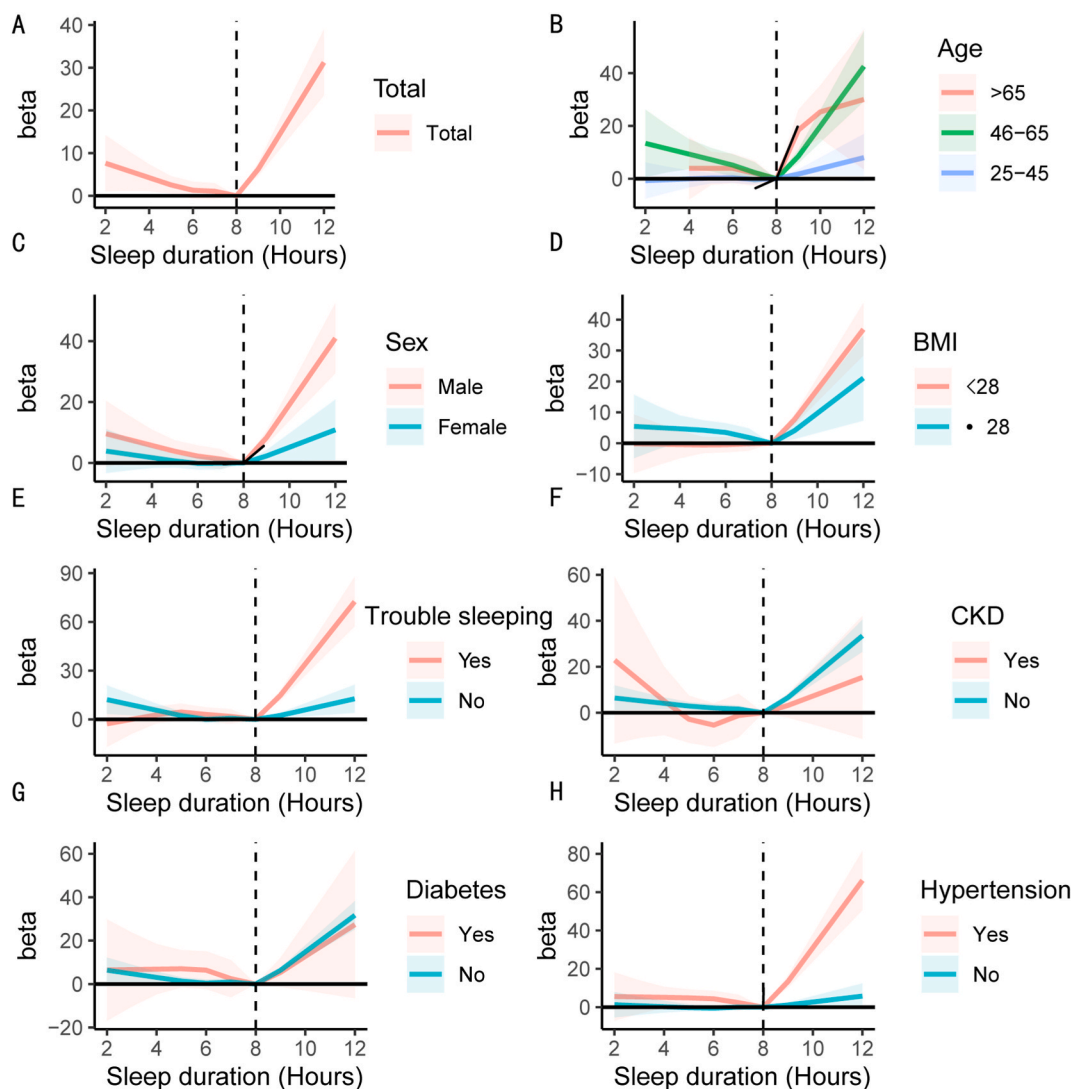 A
40
30
20
10
0
beta
2 4 6 8 10 12
Sleep duration (Hours)
Total
Total
B
40
20
0
beta
2 4 6 8 10 12
Sleep duration (Hours)
Age
>65
46-65
25-45
C
40
20
0
beta
2 4 6 8 10 12
Sleep duration (Hours)
Sex
Male
Female
D
40
30
20
10
0
-10
beta
2 4 6 8 10 12
Sleep duration (Hours)
BMI
<28
• 28
E
90
60
30
0
beta
2 4 6 8 10 12
Sleep duration (Hours)
Trouble sleeping
Yes
No
F
60
40
20
0
beta
2 4 6 8 10 12
Sleep duration (Hours)
CKD
Yes
No
G
60
40
20
0
-20
beta
2 4 6 8 10 12
Sleep duration (Hours)
Diabetes
Yes
No
H
80
60
40
20
0
beta
2 4 6 8 10 12
Sleep duration (Hours)
Hypertension
Yes
No